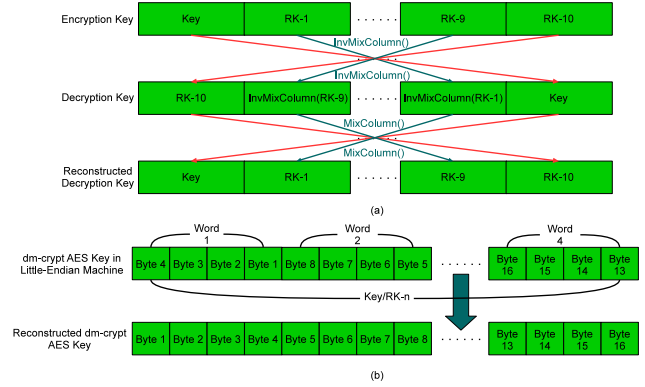 Encryption Key
Key
RK-1
. . . . . .
RK-9
RK-10
InvMixColumn()
. . . . . .
InvMixColumn()
Decryption Key
RK-10
InvMixColumn(RK-9)
. . . . . .
InvMixColumn(RK-1)
Key
MixColumn()
. . . . . .
MixColumn()
Reconstructed
Decryption Key
Key
RK-1
. . . . . .
RK-9
RK-10
(a)
Word
1
Word
2
Word
4
dm-crypt AES Key in
Little-Endian Machine
Byte 4
Byte 3
Byte 2
Byte 1
Byte 8
Byte 7
Byte 6
Byte 5
. . . . . .
Byte
16
Byte
15
Byte
14
Byte
13
Key/RK-n
Reconstructed dm-crypt
AES Key
Byte 1
Byte 2
Byte 3
Byte 4
Byte 5
Byte 6
Byte 7
Byte 8
. . . . . .
Byte
13
Byte
14
Byte
15
Byte
16
(b)